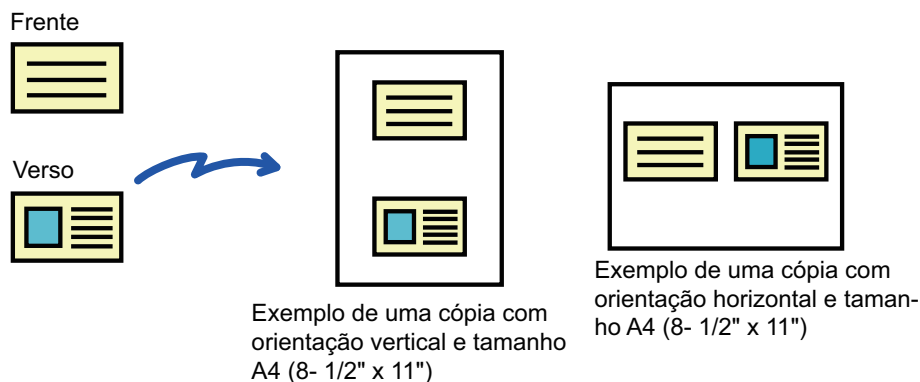 Frente
Verso
Exemplo de uma cópia com
orientação vertical e tamanho
A4 (8- 1/2" x 11")
Exemplo de uma cópia com
orientação horizontal e taman-
ho A4 (8- 1/2" x 11")